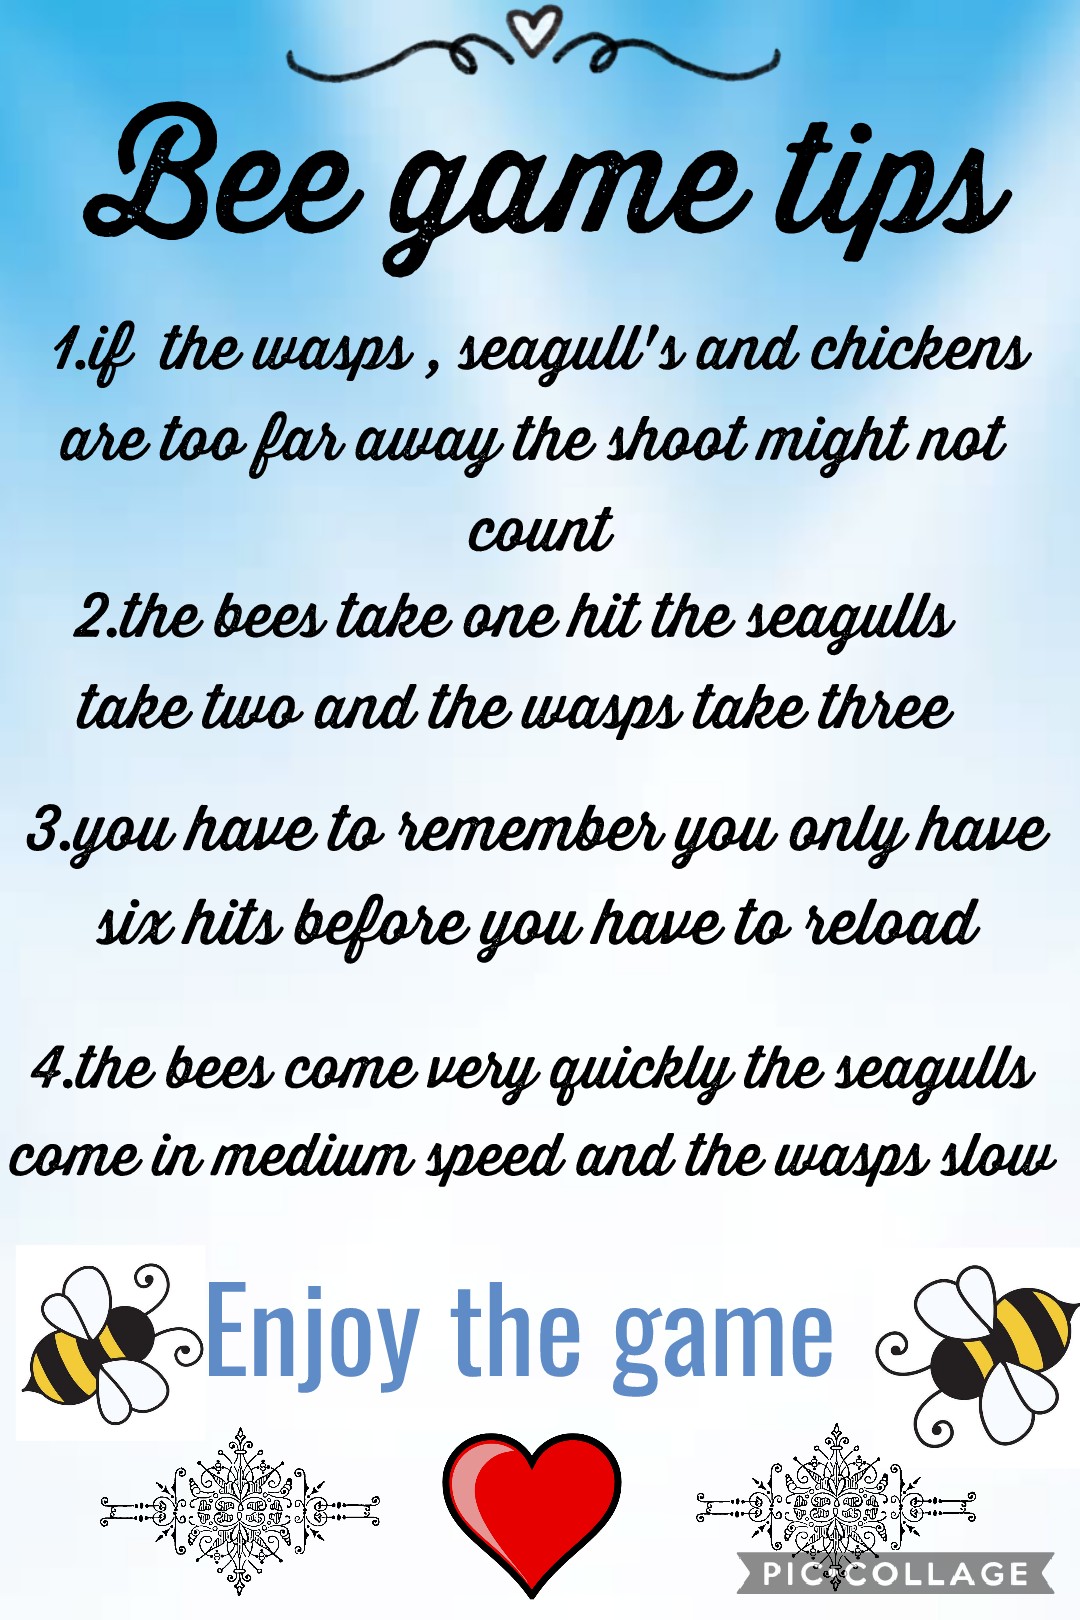 Bee game tips
1.if the wasps , seagull's and chickens
are too far away the shoot might not
count
2.the bees take one hit the seagulls
take two and the wasps take three
3.you have to remember you only have
six hits before you have to reload
4.the bees come very quickly the seagulls
come in medium speed and the wasps slow
Enjoy the game
PIC•COLLAGE